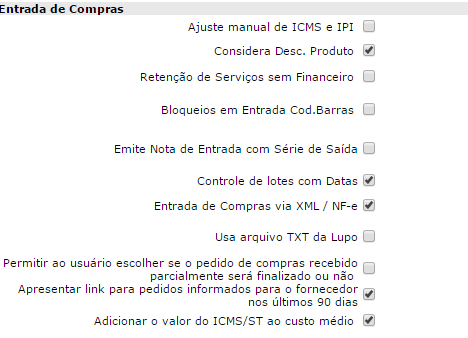 Entrada de Compras
Ajuste manual de ICMS e IPI
Considera Desc. Produto
Retenção de Serviços sem Financeiro
Bloqueios em Entrada Cod.Barras
Emite Nota de Entrada com Série de Saída
Controle de lotes com Datas
Entrada de Compras via XML / NF-e
Usa arquivo TXT da Lupo
Permitir ao usuário escolher se o pedido de compras recebido
parcialmente será finalizado ou não
Apresentar link para pedidos informados para o fornecedor
nos últimos 90 dias
Adicionar o valor do ICMS/ST ao custo médio